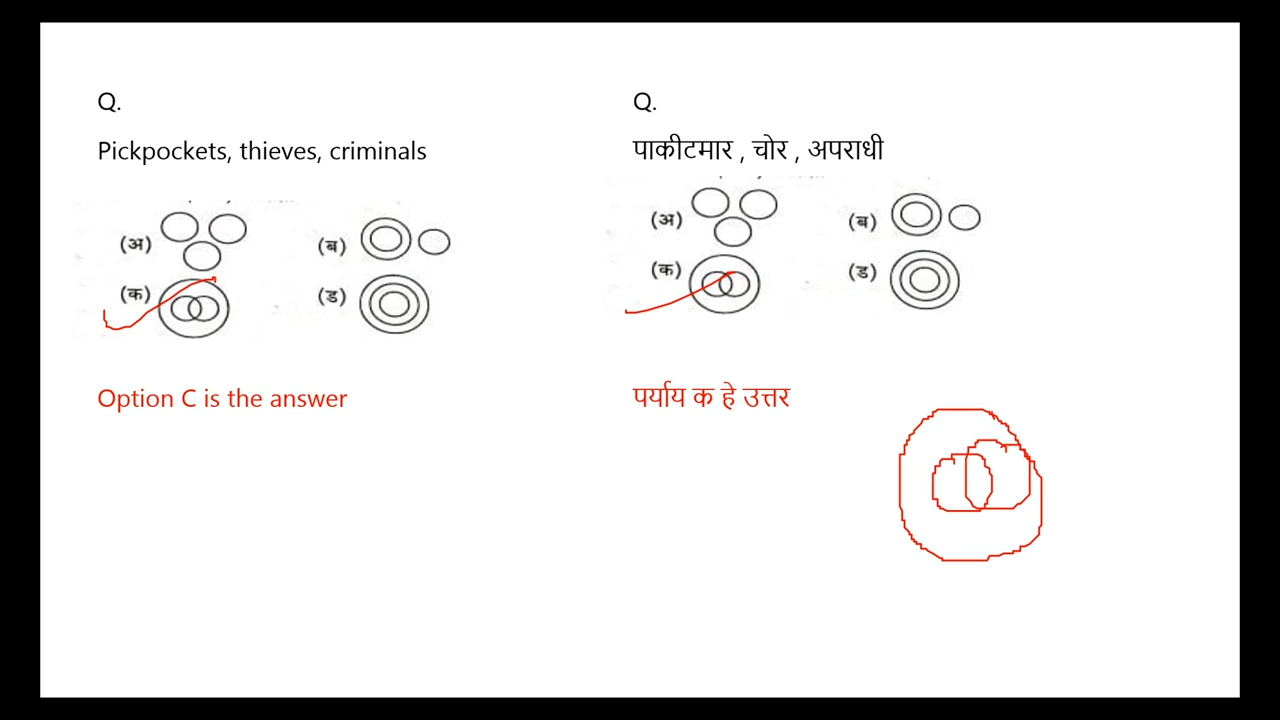 Q.
Pickpockets, thieves, criminals
(अ)
(ब)
(क)
(ड)
Option C is the answer
Q.
पाकीटमार , चोर , अपराधी
(अ)
(ब)
(क)
(ड)
पर्याय क हे उत्तर